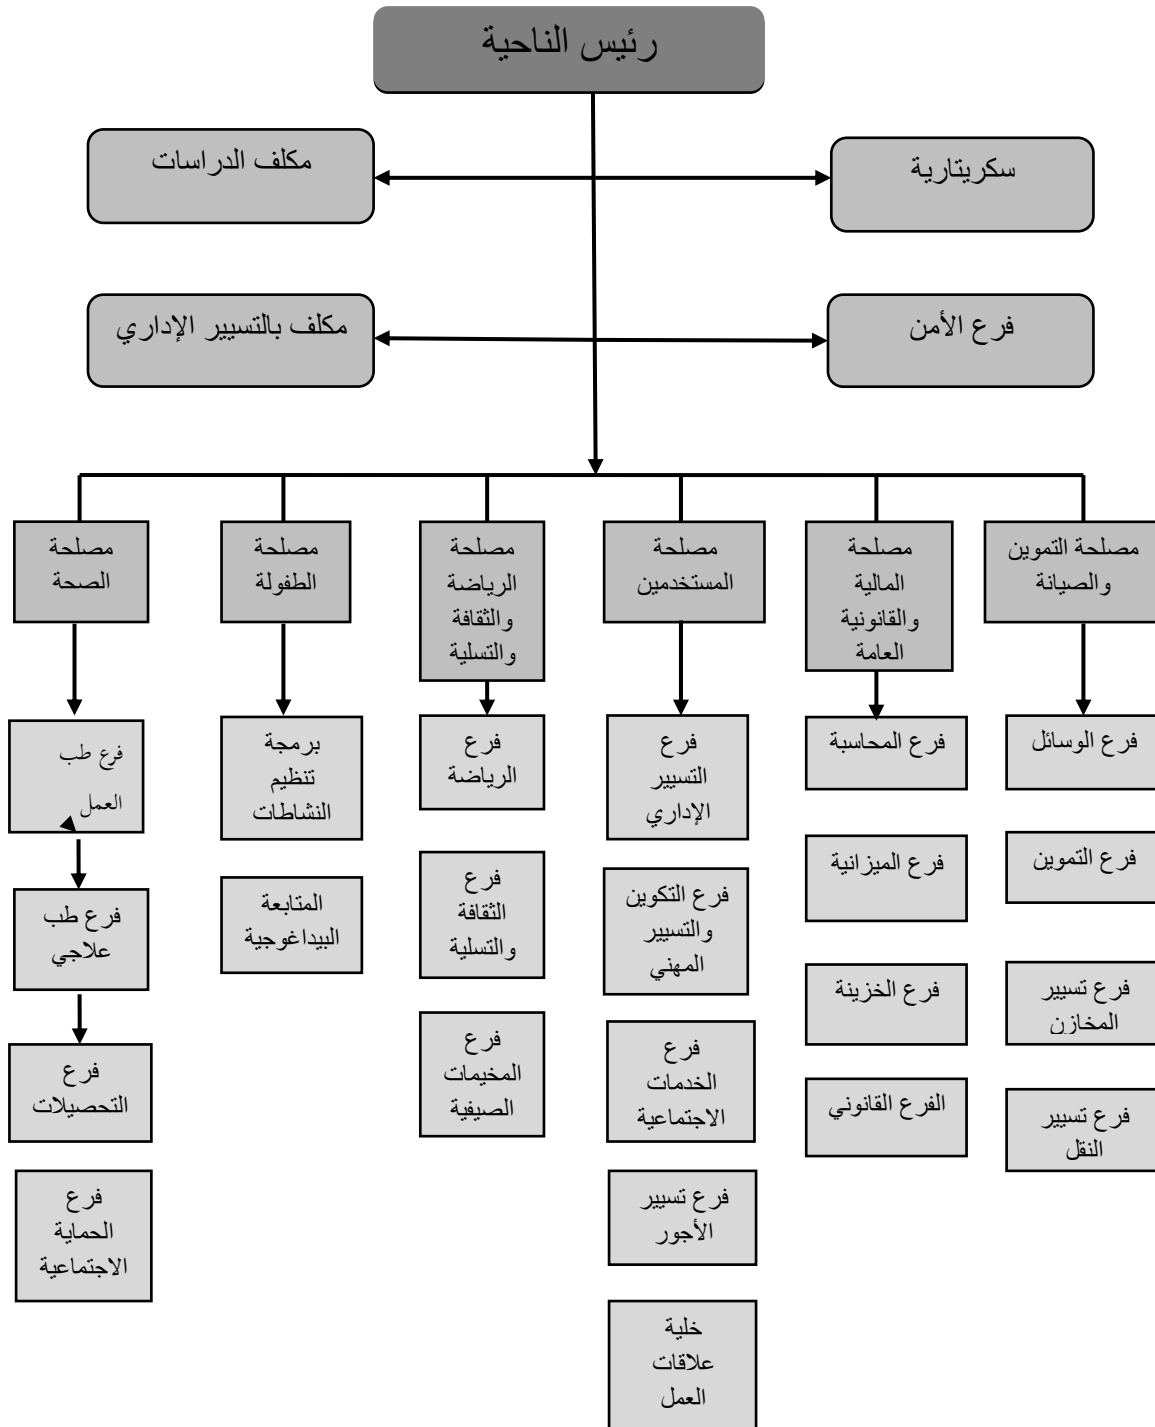 رئيس الناحية
سكريتارية
مكلف الدراسات
فرع الأمن
مكلف بالتسيير الإداري
مصلحة التموين
والصيانة
مصلحة
المالية
والقانونية
العامة
مصلحة
المستخدمين
مصلحة
الرياضة
والثقافة
والتسلية
مصلحة
الطفولة
مصلحة
الصحة
فرع الوسائل
فرع التموين
فرع تسيير
المخازن
فرع تسيير
النقل
فرع المحاسبة
فرع الميزانية
فرع الخزينة
الفرع القانوني
فرع
التسيير
الإداري
فرع التكوين
والتسيير
المهني
فرع
الخدمات
الاجتماعية
فرع تسيير
الأجور
خلية
علاقات
العمل
فرع
الرياضة
فرع
الثقافة
والتسلية
فرع
المخيمات
الصيفية
برمجة
تنظيم
النشاطات
المتابعة
البيداغوجية
فرع طب
العمل
فرع طب
علاجي
فرع
التحصيلات
فرع
الحماية
الاجتماعية